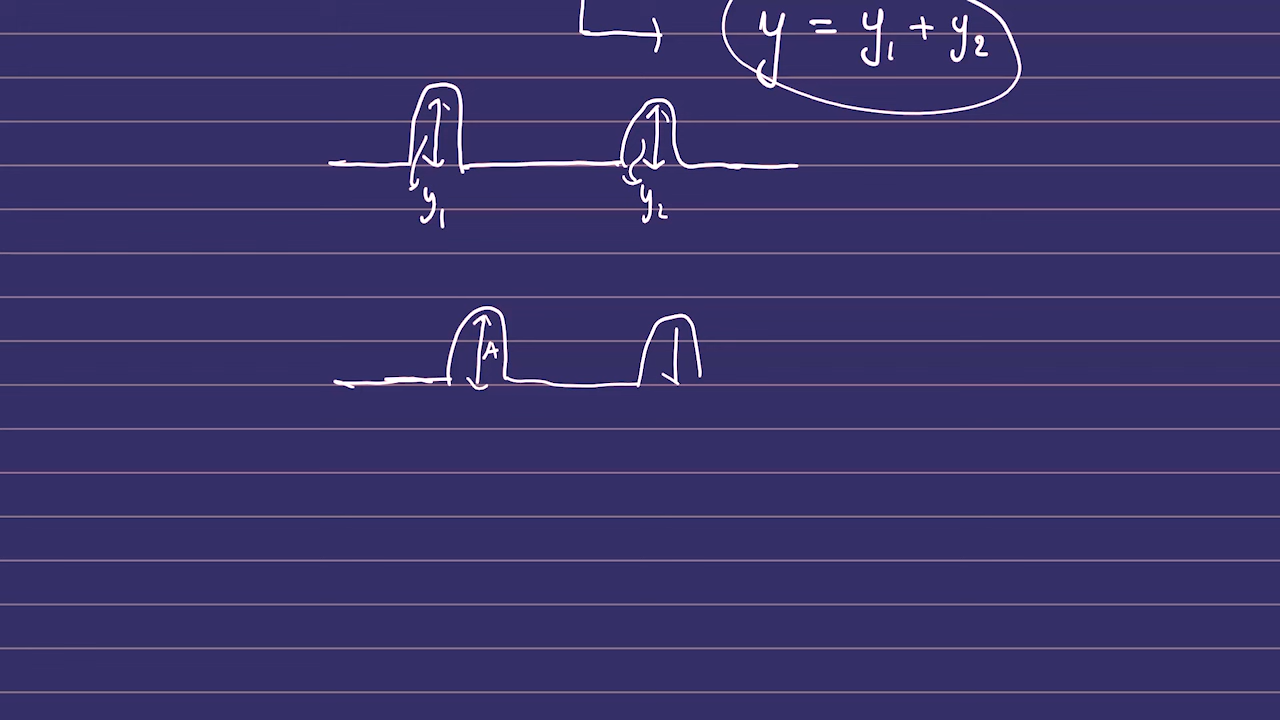 y = y₁ + y₂
y₁ y₂
A